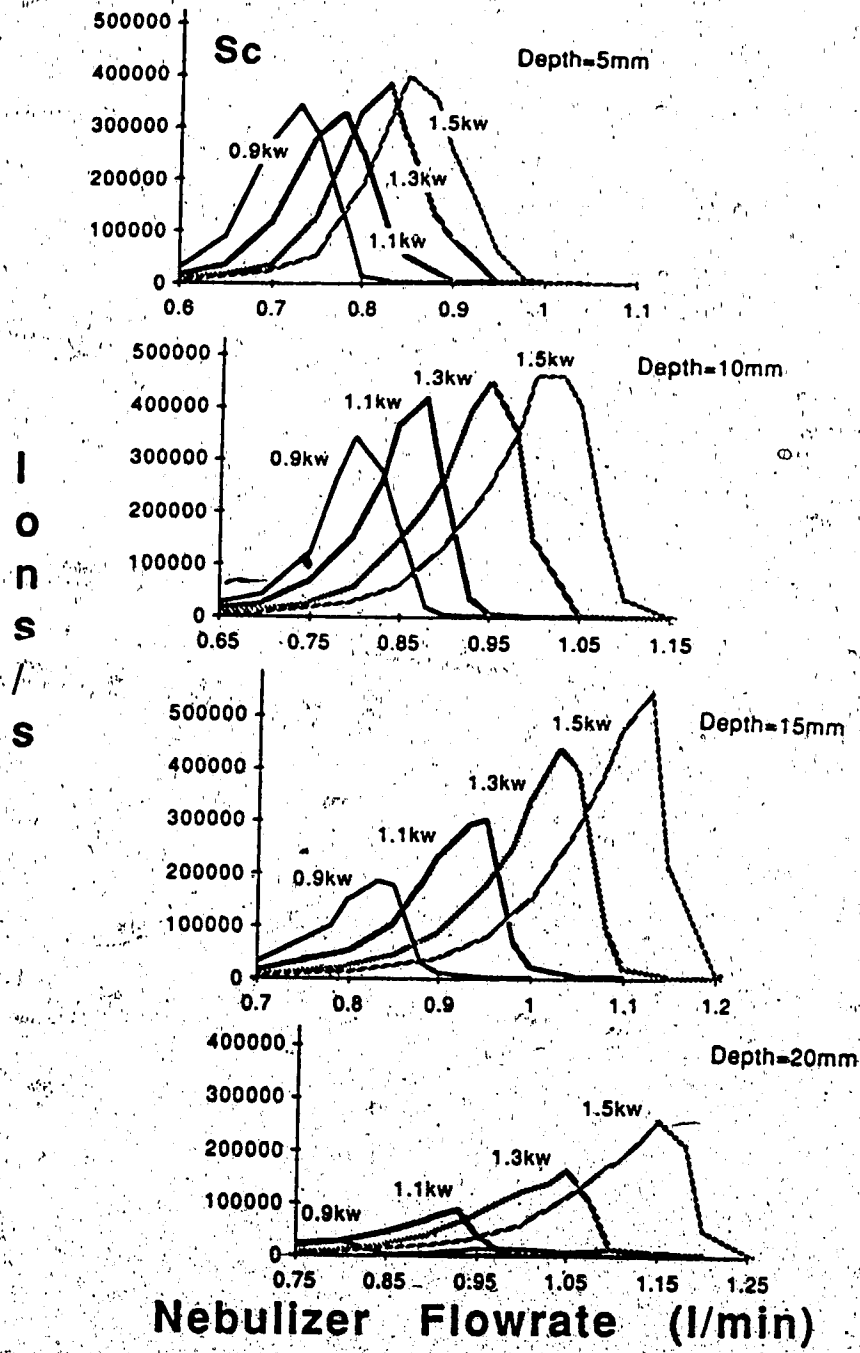 500000
Sc
Depth=5mm
400000
300000
200000
100000
0
0.9kw
1.5kw
1.3kw
1.1kw
0.6 0.7 0.8 0.9 1 1.1
500000
1.5kw
Depth=10mm
400000
1.3kw
1.1kw
300000
0.9kw
200000
100000
0
0.65 0.75 0.85 0.95 1.05 1.15
Ions/s
500000
1.5kw
Depth=15mm
400000
1.3kw
300000
1.1kw
200000
0.9kw
100000
0
0.7 0.8 0.9 1 1.1 1.2
400000
Depth=20mm
300000
1.5kw
200000
1.3kw
100000
1.1kw
0.9kw
0
0.75 0.85 0.95 1.05 1.15 1.25
Nebulizer Flowrate (l/min)